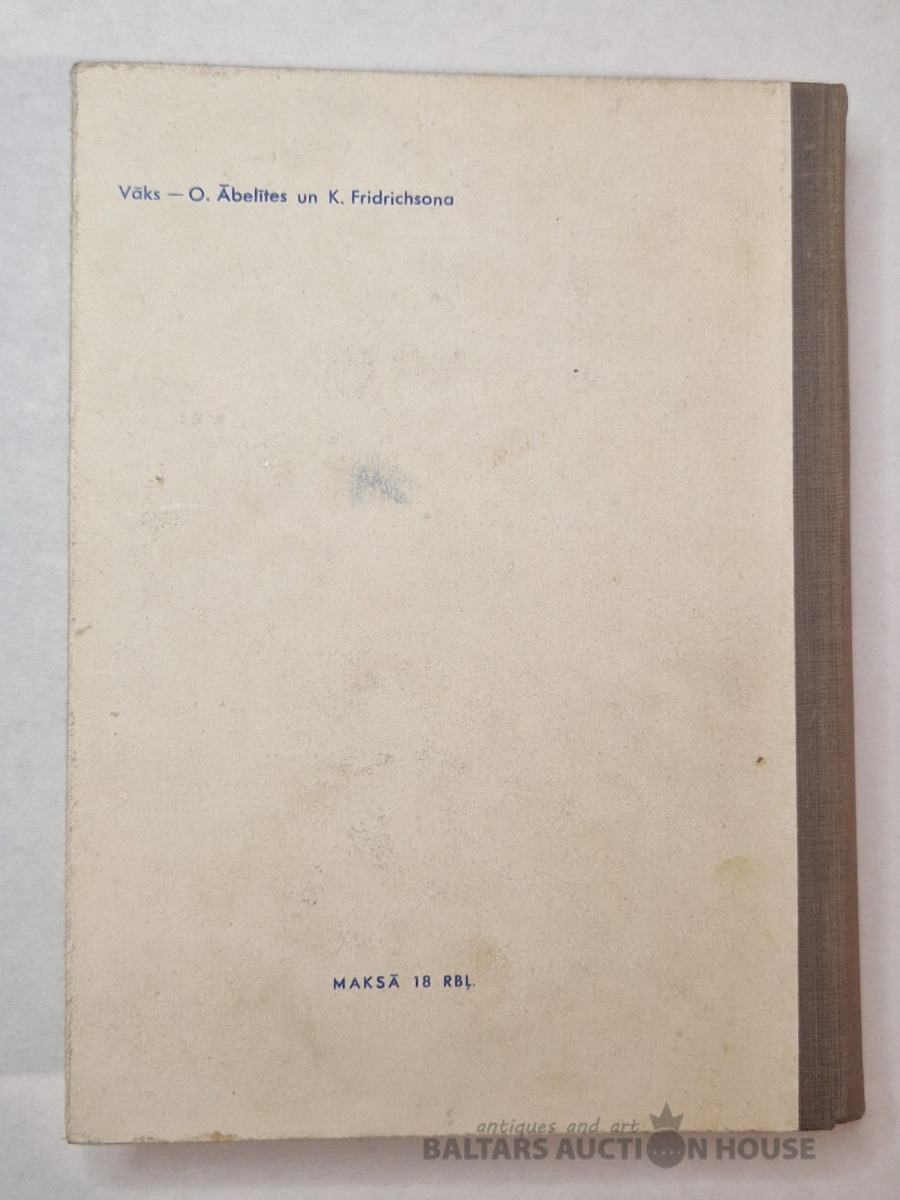 Vāks — O. Ābelītes un K. Fridrichsona
MAKSĀ 18 RBĻ.
antiques and art
BALTARS AUCTION HOUSE